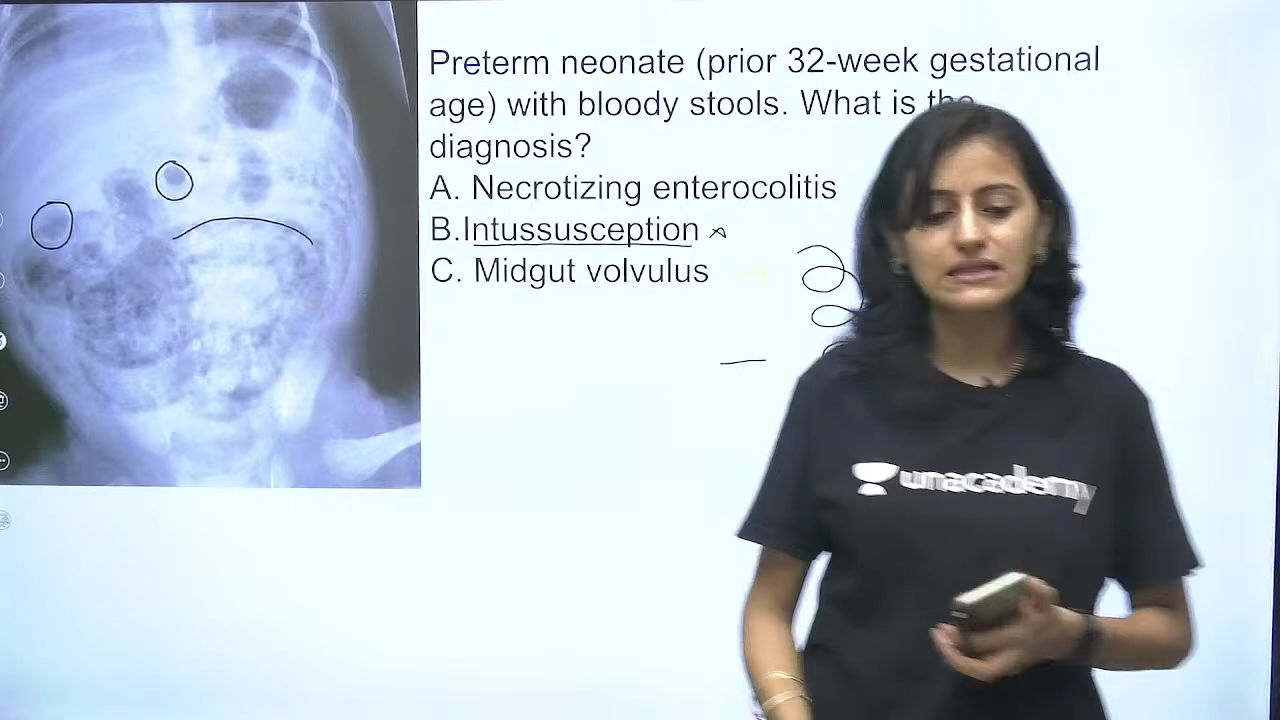 Preterm neonate (prior 32-week gestational
age) with bloody stools. What is the
diagnosis?
A. Necrotizing enterocolitis
B.Intussusception
C. Midgut volvulus
unacademy